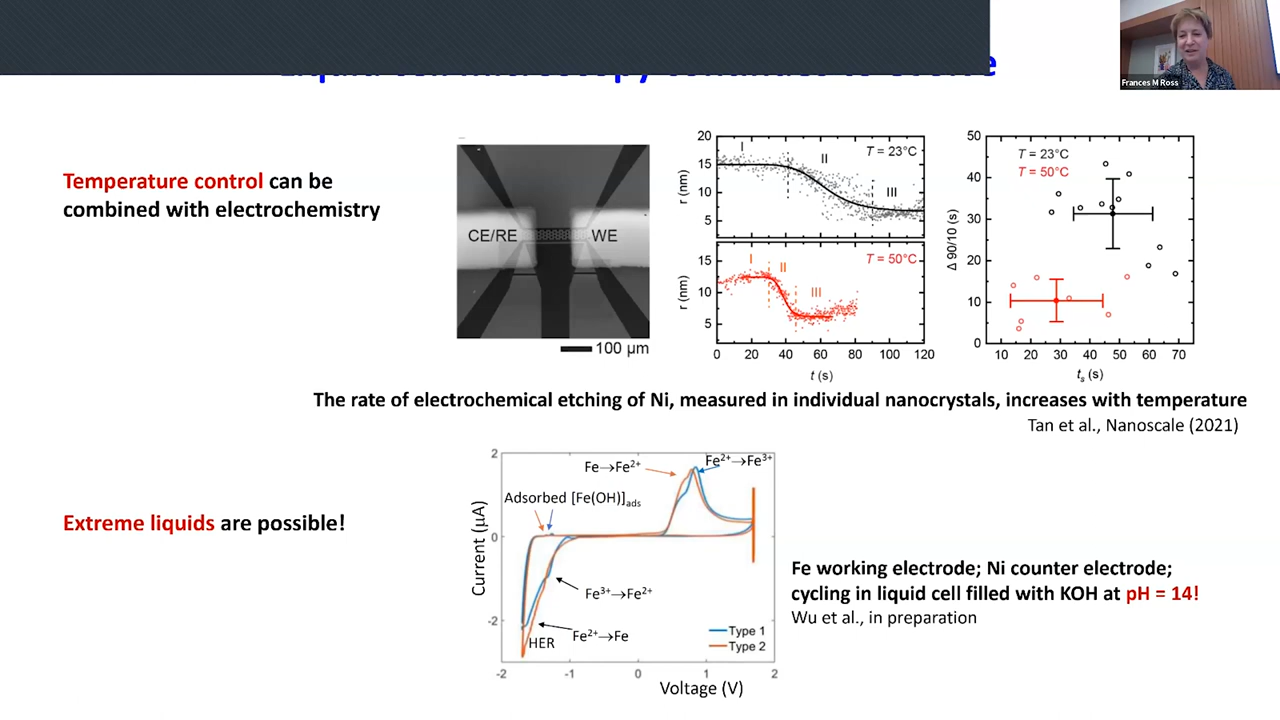 Frances M Ross
Temperature control can be
combined with electrochemistry
CE/RE
WE
100 μm
20
15
10
5
r (nm)
I
II
III
T = 23°C
15
10
5
r (nm)
I
II
III
T = 50°C
0 20 40 60 80 100 120
t (s)
50
40
30
20
10
0
Δ 90/10 (s)
T = 23°C
T = 50°C
10 20 30 40 50 60 70
ts (s)
The rate of electrochemical etching of Ni, measured in individual nanocrystals, increases with temperature
Tan et al., Nanoscale (2021)
Extreme liquids are possible!
2
0
-2
Current (μA)
Fe→Fe2+
Fe2+→Fe3+
Adsorbed [Fe(OH)]ads
Fe3+→Fe2+
Fe2+→Fe
HER
Type 1
Type 2
-2 -1 0 1 2
Voltage (V)
Fe working electrode; Ni counter electrode;
cycling in liquid cell filled with KOH at pH = 14!
Wu et al., in preparation